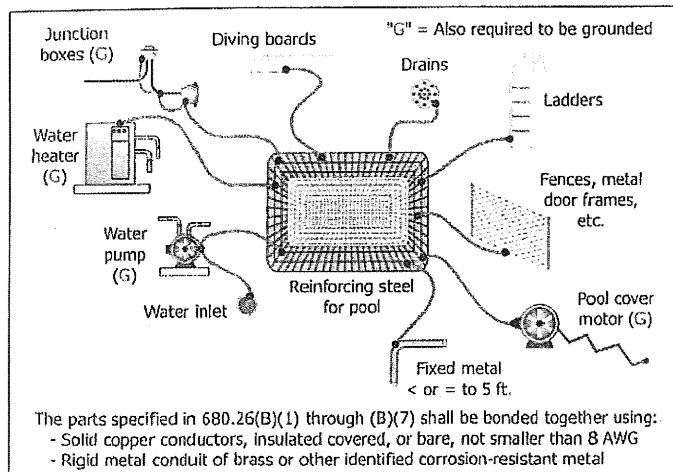 Junction
boxes (G)
Diving boards
"G" = Also required to be grounded
Drains
Ladders
Water
heater
(G)
Fences, metal
door frames,
etc.
Water
pump
(G)
Water inlet
Reinforcing steel
for pool
Pool cover
motor (G)
Fixed metal
< or = to 5 ft.
The parts specified in 680.26(B)(1) through (B)(7) shall be bonded together using:
- Solid copper conductors, insulated covered, or bare, not smaller than 8 AWG
- Rigid metal conduit of brass or other identified corrosion-resistant metal